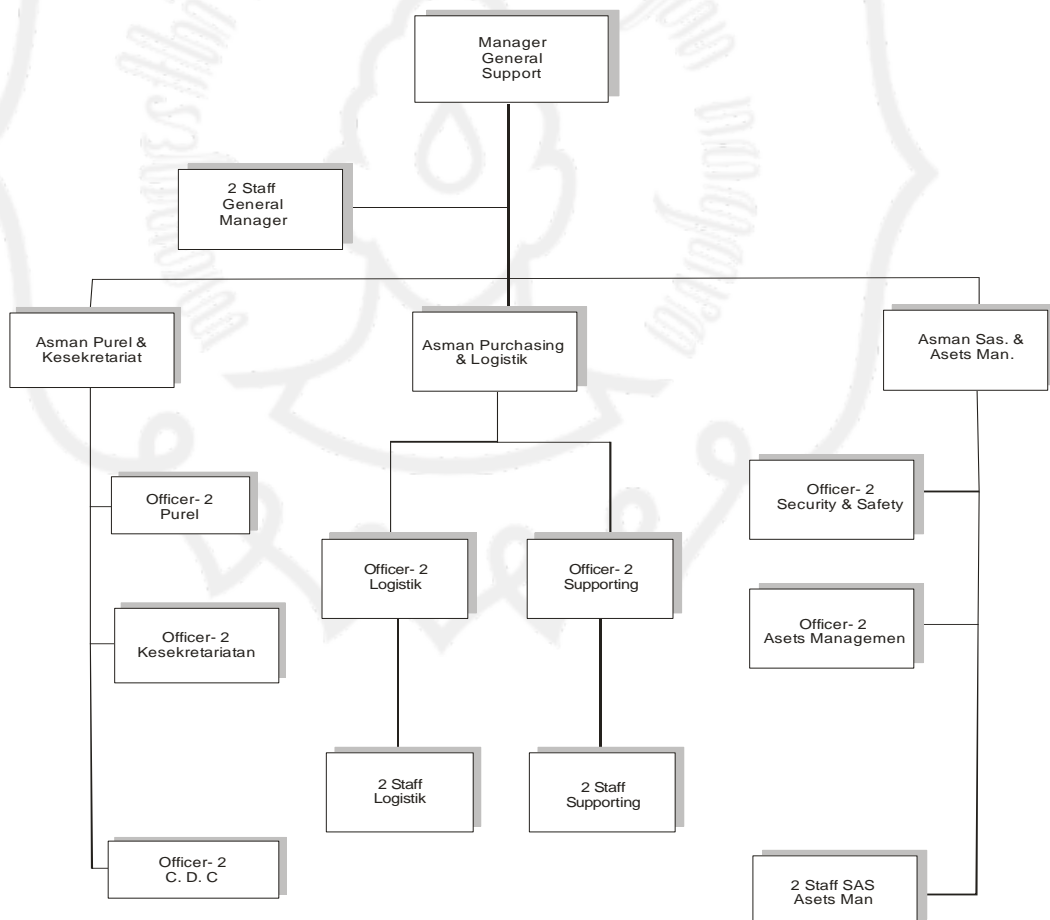 Manager
General
Support
2 Staff
General
Manager
Asman Purel &
Kesekretariat
Asman Purchasing
& Logistik
Asman Sas. &
Asets Man.
Officer- 2
Purel
Officer- 2
Security & Safety
Officer- 2
Logistik
Officer- 2
Supporting
Officer- 2
Kesekretariatan
Officer- 2
Asets Managemen
2 Staff
Logistik
2 Staff
Supporting
Officer- 2
C. D. C
2 Staff SAS
Asets Man